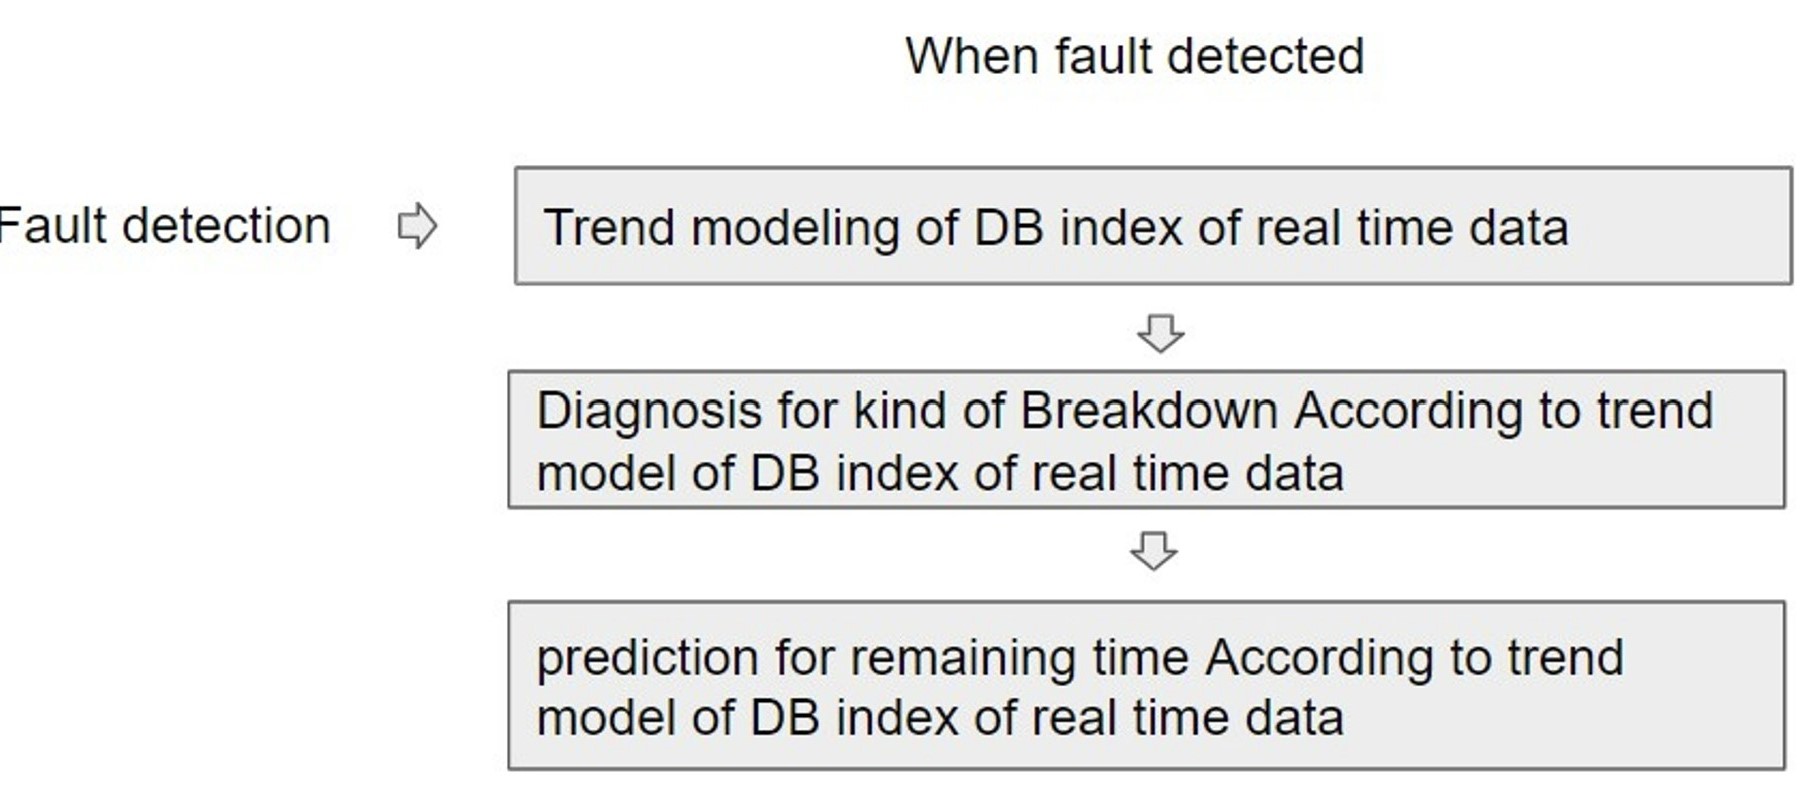 When fault detected
Fault detection
Trend modeling of DB index of real time data
Diagnosis for kind of Breakdown According to trend
model of DB index of real time data
prediction for remaining time According to trend
model of DB index of real time data